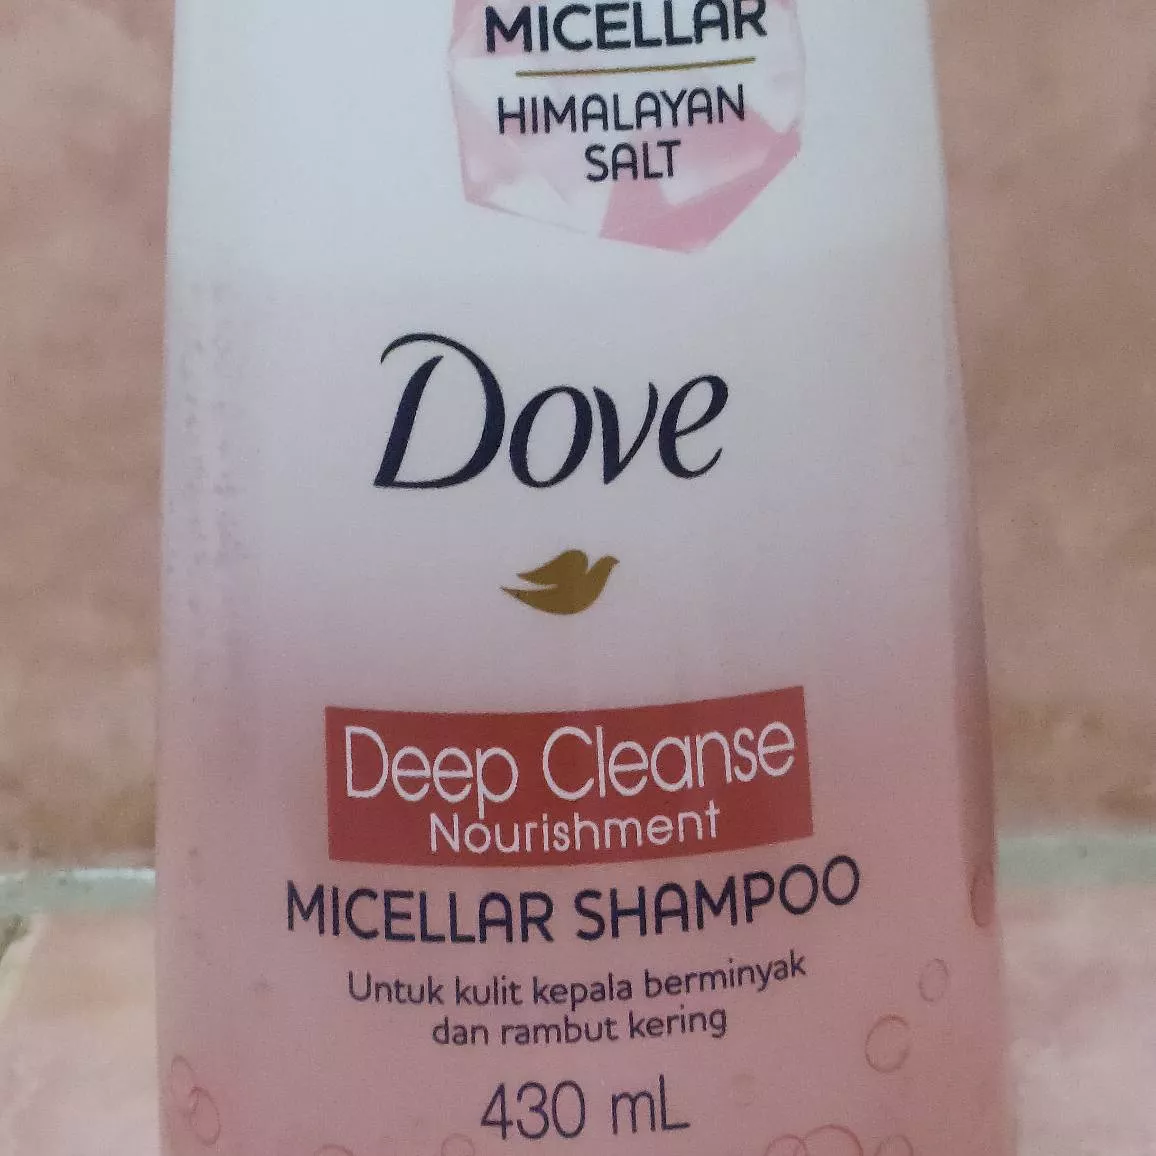 MICELLAR
HIMALAYAN
SALT
Dove
Deep Cleanse
Nourishment
MICELLAR SHAMPOO
Untuk kulit kepala berminyak
dan rambut kering
430 mL